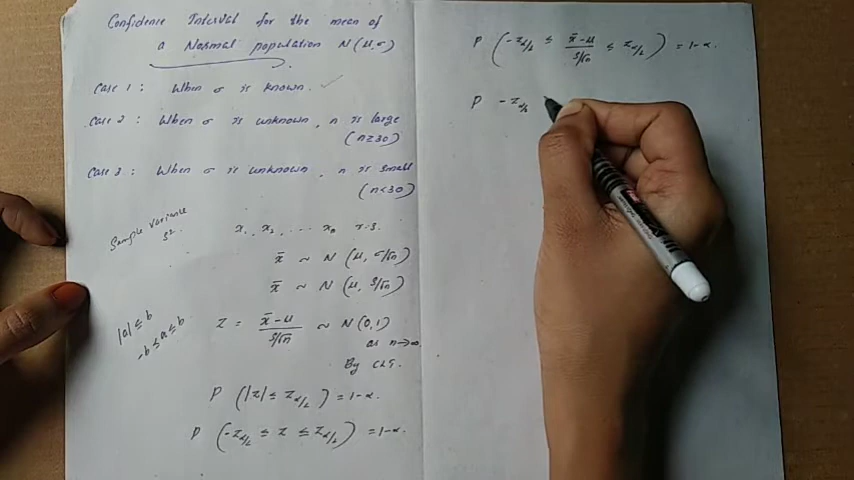 Confidence Interval for the mean of
a Normal population N(μ,σ)
Case 1 : When σ is known. ✓
Case 2 : When σ is unknown, n is large
(n≥30)
Case 3 : When σ is unknown, n is small
(n<30)
Sample variance
s².
x₁, x₂, ... xₙ r.s.
x̄ ~ N(μ, σ/√n)
x̄ ~ N(μ, s/√n)
|a| ≤ b
-b ≤ a ≤ b
Z = (x̄-μ)/(s/√n) ~ N(0,1)
as n→∞
By CLT.
P(|z| ≤ z_{α/2}) = 1-α.
P(-z_{α/2} ≤ z ≤ z_{α/2}) = 1-α.
P(-z_{α/2} ≤ (x̄-μ)/(s/√n) ≤ z_{α/2}) = 1-α.
P -z_{α/2}